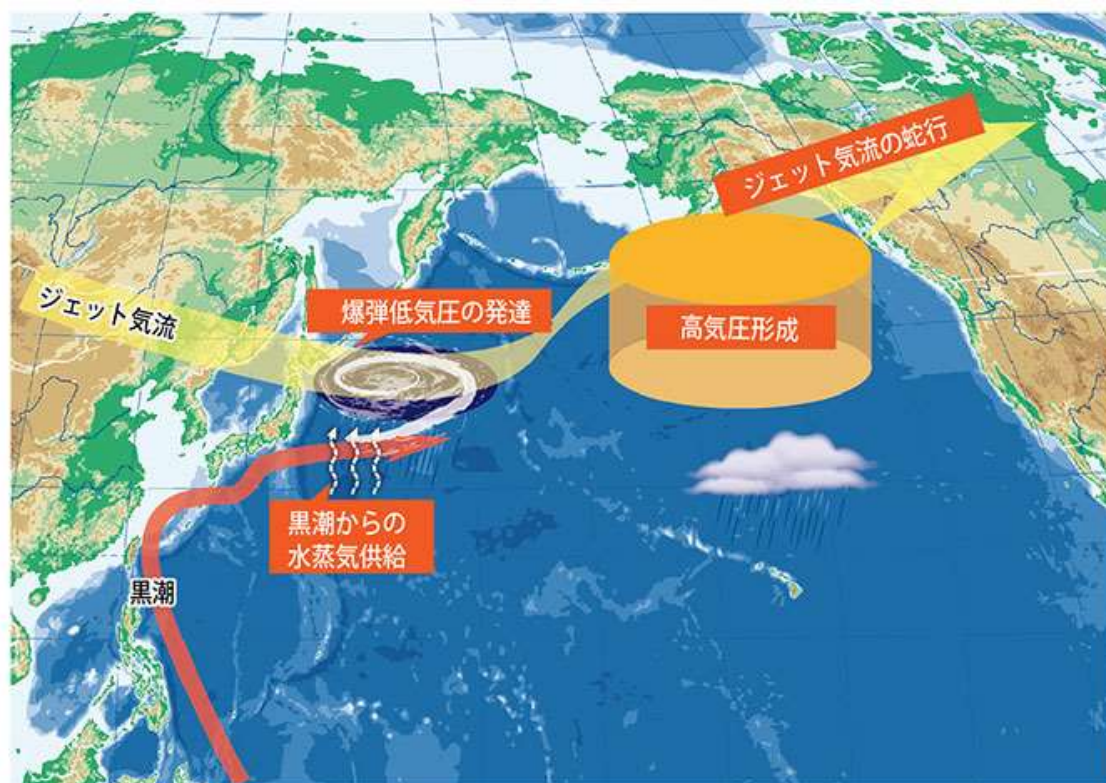 ジェット気流の蛇行
ジェット気流
爆弾低気圧の発達
高気圧形成
黒潮からの
水蒸気供給
黒潮